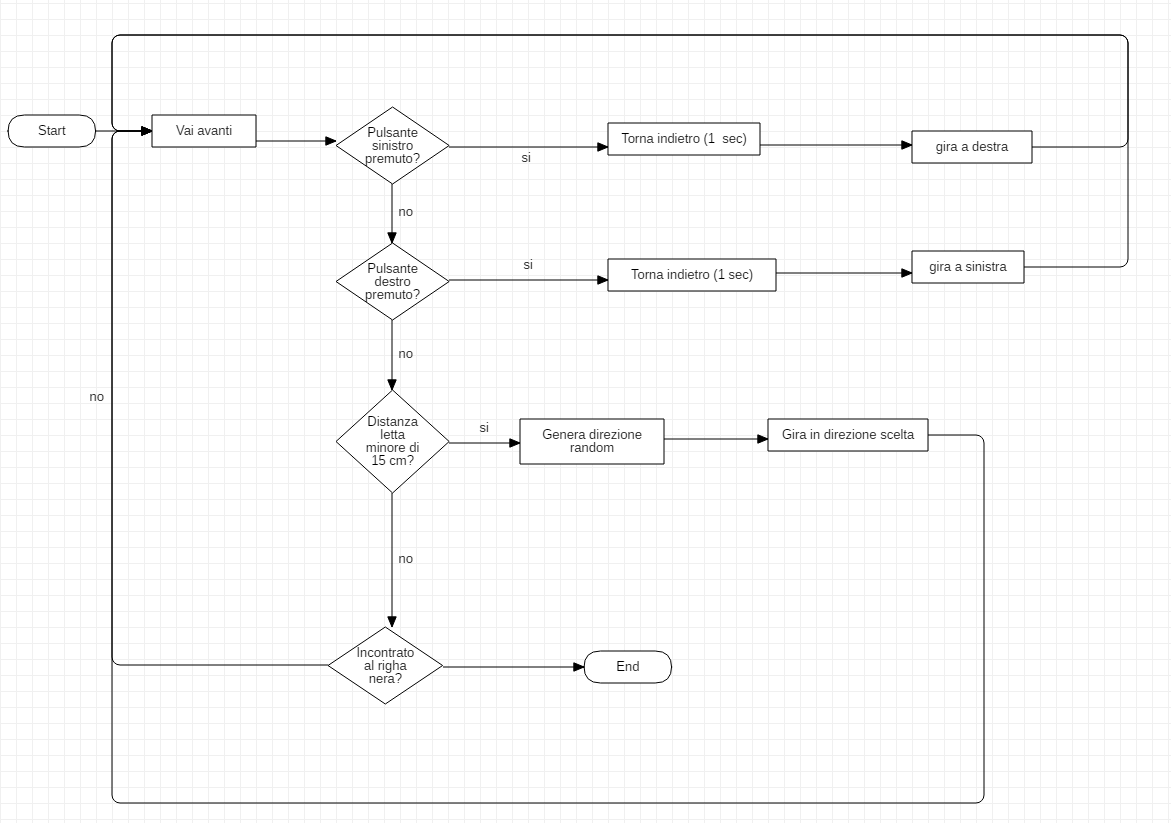 Start
Vai avanti
Pulsante
sinistro
premuto?
si
Torna indietro (1  sec)
gira a destra
no
Pulsante
destro
premuto?
si
Torna indietro (1 sec)
gira a sinistra
no
no
Distanza
letta
minore di
15 cm?
si
Genera direzione
random
Gira in direzione scelta
no
Incontrato
al righa
nera?
End